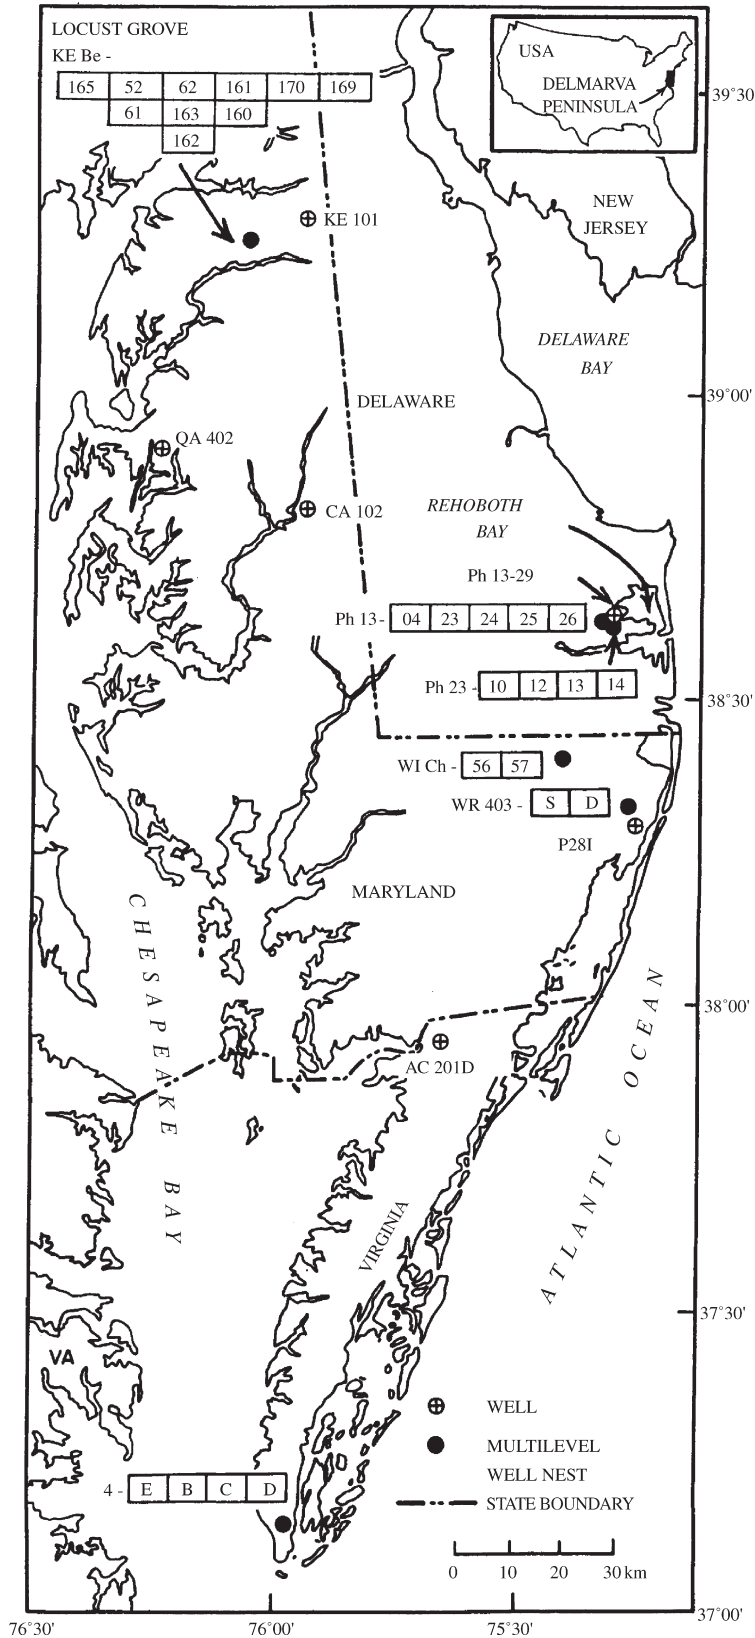 LOCUST GROVE
KE Be -
165 52 62 161 170 169
61 163 160
162
USA
DELMARVA
PENINSULA
39°30'
NEW
JERSEY
KE 101
DELAWARE
BAY
39°00'
DELAWARE
QA 402
CA 102
REHOBOTH
BAY
Ph 13-29
Ph 13- 04 23 24 25 26
Ph 23 - 10 12 13 14
38°50'
WI Ch - 56 57
WR 403 - S D
P28I
MARYLAND
CHESAPEAKE BAY
38°00'
AC 201D
ATLANTIC OCEAN
VIRGINIA
37°30'
VA
WELL
MULTILEVEL
WELL NEST
STATE BOUNDARY
4 - E B C D
0 10 20 30 km
37°00'
76°30' 76°00' 75°30'